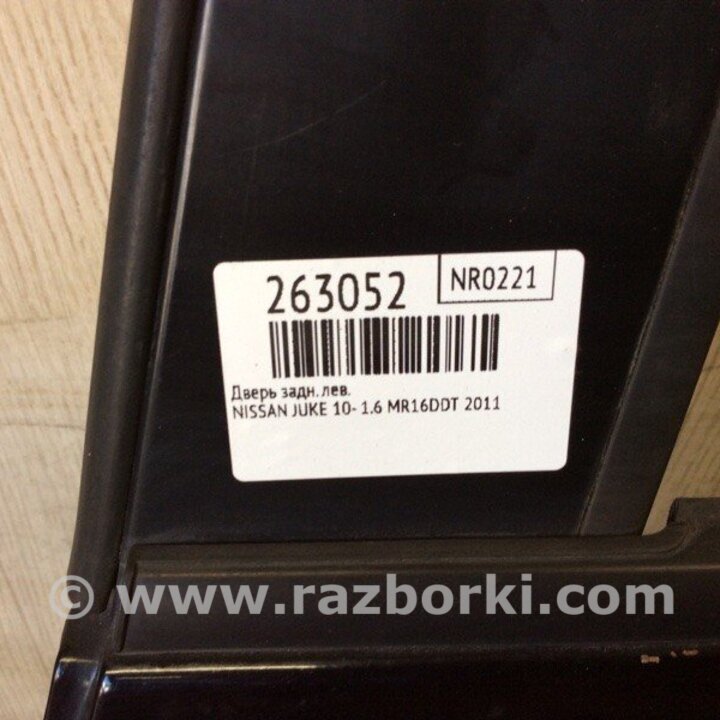 263052
NR0221
Дверь задн.лев.
NISSAN JUKE 10- 1.6 MR16DDT 2011
© www.razborki.com